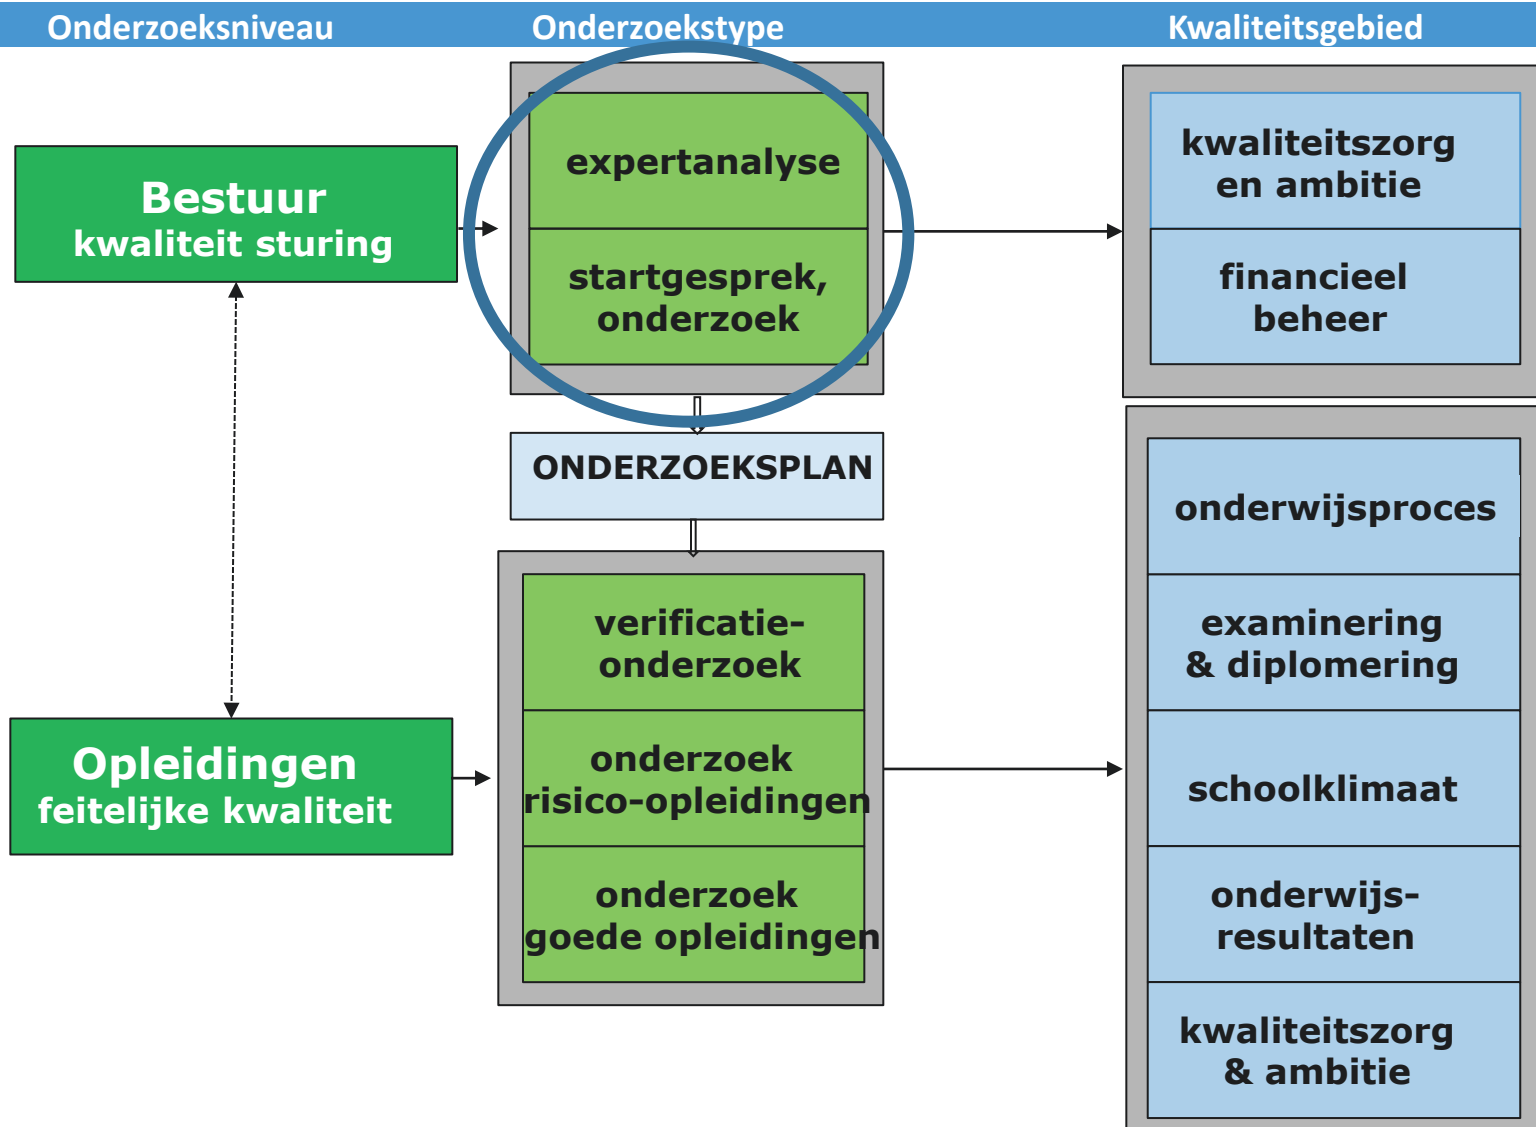 Onderzoeksniveau
Onderzoekstype
Kwaliteitsgebied
Bestuur
kwaliteit sturing
expertanalyse
startgesprek,
onderzoek
kwaliteitszorg
en ambitie
financieel
beheer
ONDERZOEKSPLAN
Opleidingen
feitelijke kwaliteit
verificatie-
onderzoek
onderzoek
risico-opleidingen
onderzoek
goede opleidingen
onderwijsproces
examinering
& diplomering
schoolklimaat
onderwijs-
resultaten
kwaliteitszorg
& ambitie